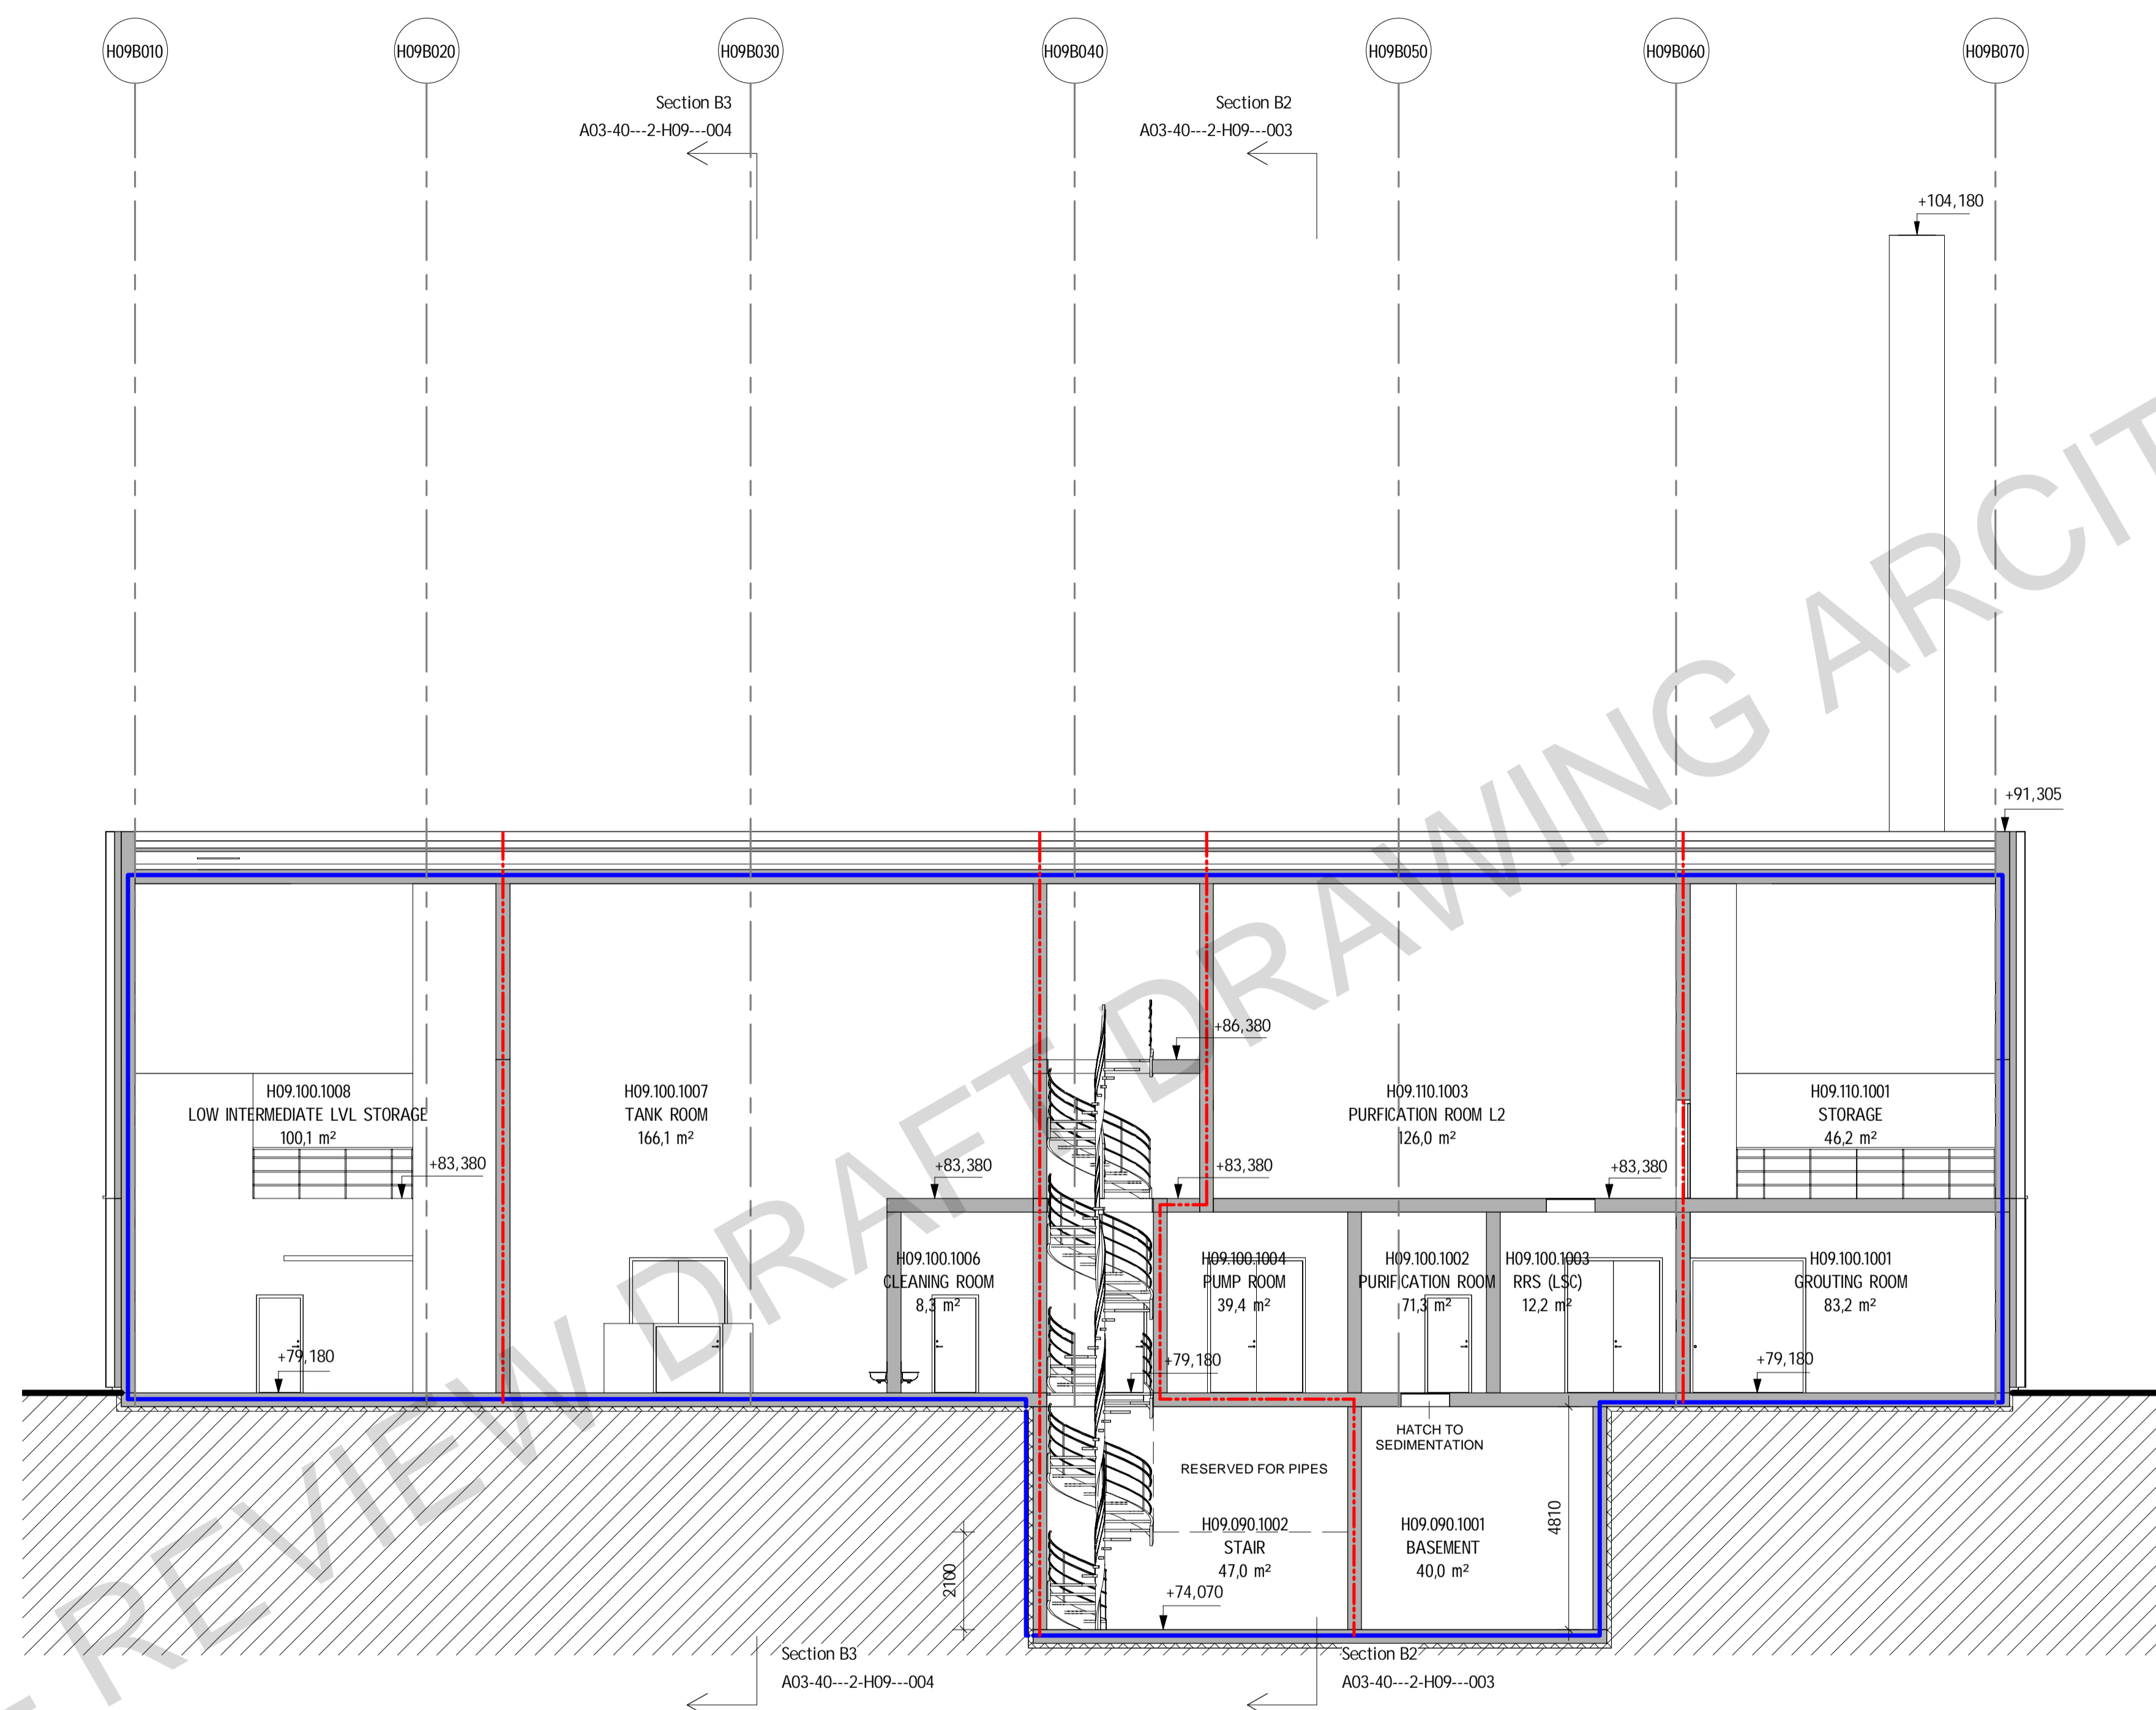 H09B010
H09B020
H09B030
H09B040
H09B050
H09B060
H09B070
Section B3
A03-40---2-H09---004
Section B2
A03-40---2-H09---003
+104,180
+91,305
+86,380
H09.100.1008
LOW INTERMEDIATE LVL STORAGE
100,1 m²
H09.100.1007
TANK ROOM
166,1 m²
H09.110.1003
PURFICATION ROOM L2
126,0 m²
H09.110.1001
STORAGE
46,2 m²
+83,380
+83,380
+83,380
+83,380
H09.100.1006
CLEANING ROOM
8,3 m²
H09.100.1004
PUMP ROOM
39,4 m²
H09.100.1002
PURIFICATION ROOM
71,3 m²
H09.100.1003
RRS (LSC)
12,2 m²
H09.100.1001
GROUTING ROOM
83,2 m²
+79,180
+79,180
+79,180
HATCH TO
SEDIMENTATION
RESERVED FOR PIPES
H09.090.1002
STAIR
47,0 m²
H09.090.1001
BASEMENT
40,0 m²
4810
2100
+74,070
Section B3
A03-40---2-H09---004
Section B2
A03-40---2-H09---003
REVIEW DRAFT DRAWING ARCIT